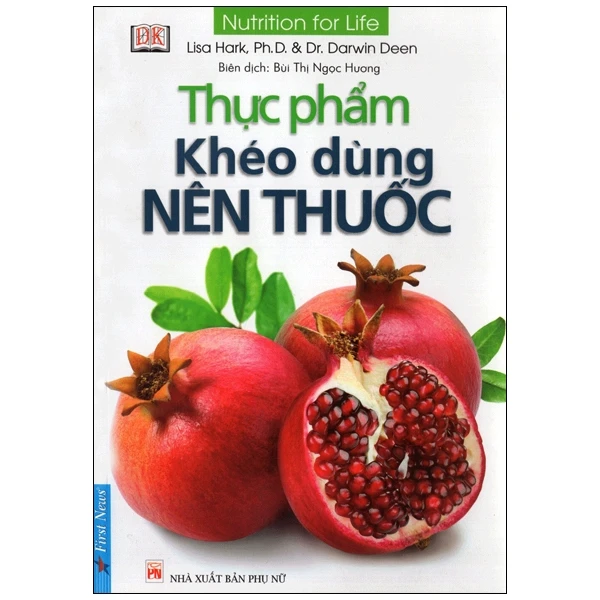 Nutrition for Life
DK
Lisa Hark, Ph.D. & Dr. Darwin Deen
Biên dịch: Bùi Thị Ngọc Hương
Thực phẩm
Khéo dùng
NÊN THUỐC
First News
PN
NHÀ XUẤT BẢN PHỤ NỮ